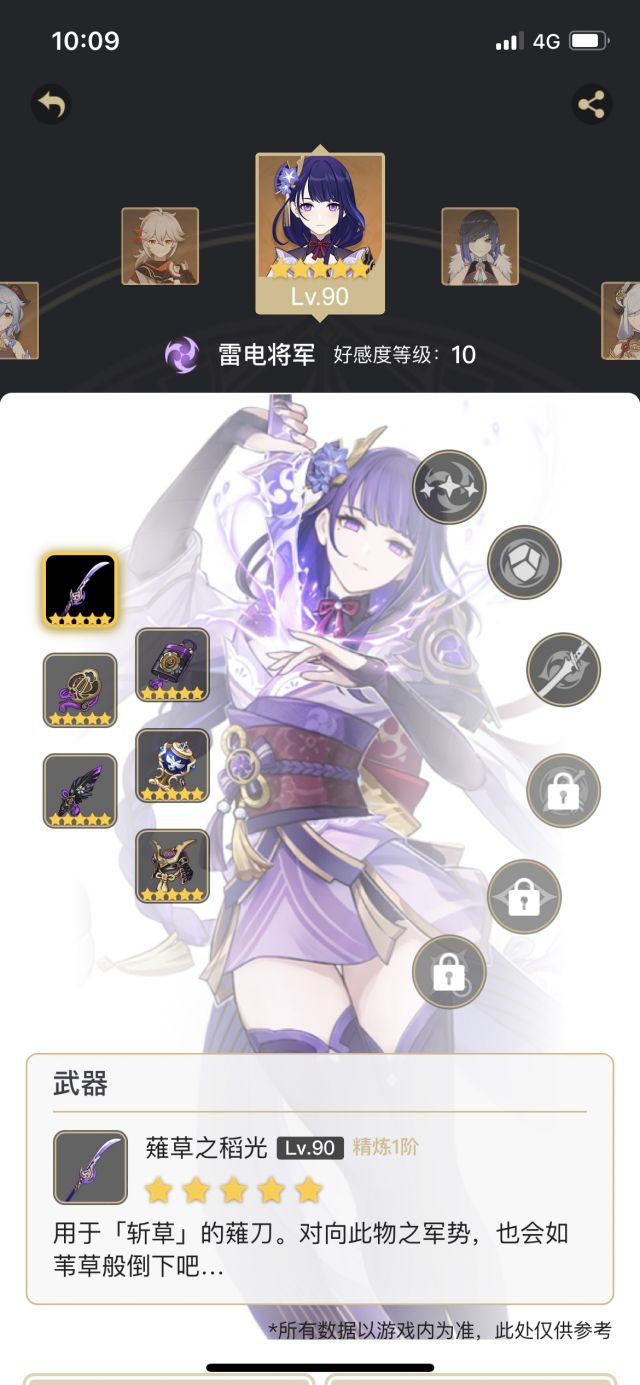 10:09
4G
Lv.90
雷电将军 好感度等级：10
武器
薙草之稻光 Lv.90 精炼1阶
用于「斩草」的薙刀。对向此物之军势，也会如
苇草般倒下吧...
*所有数据以游戏内为准，此处仅供参考